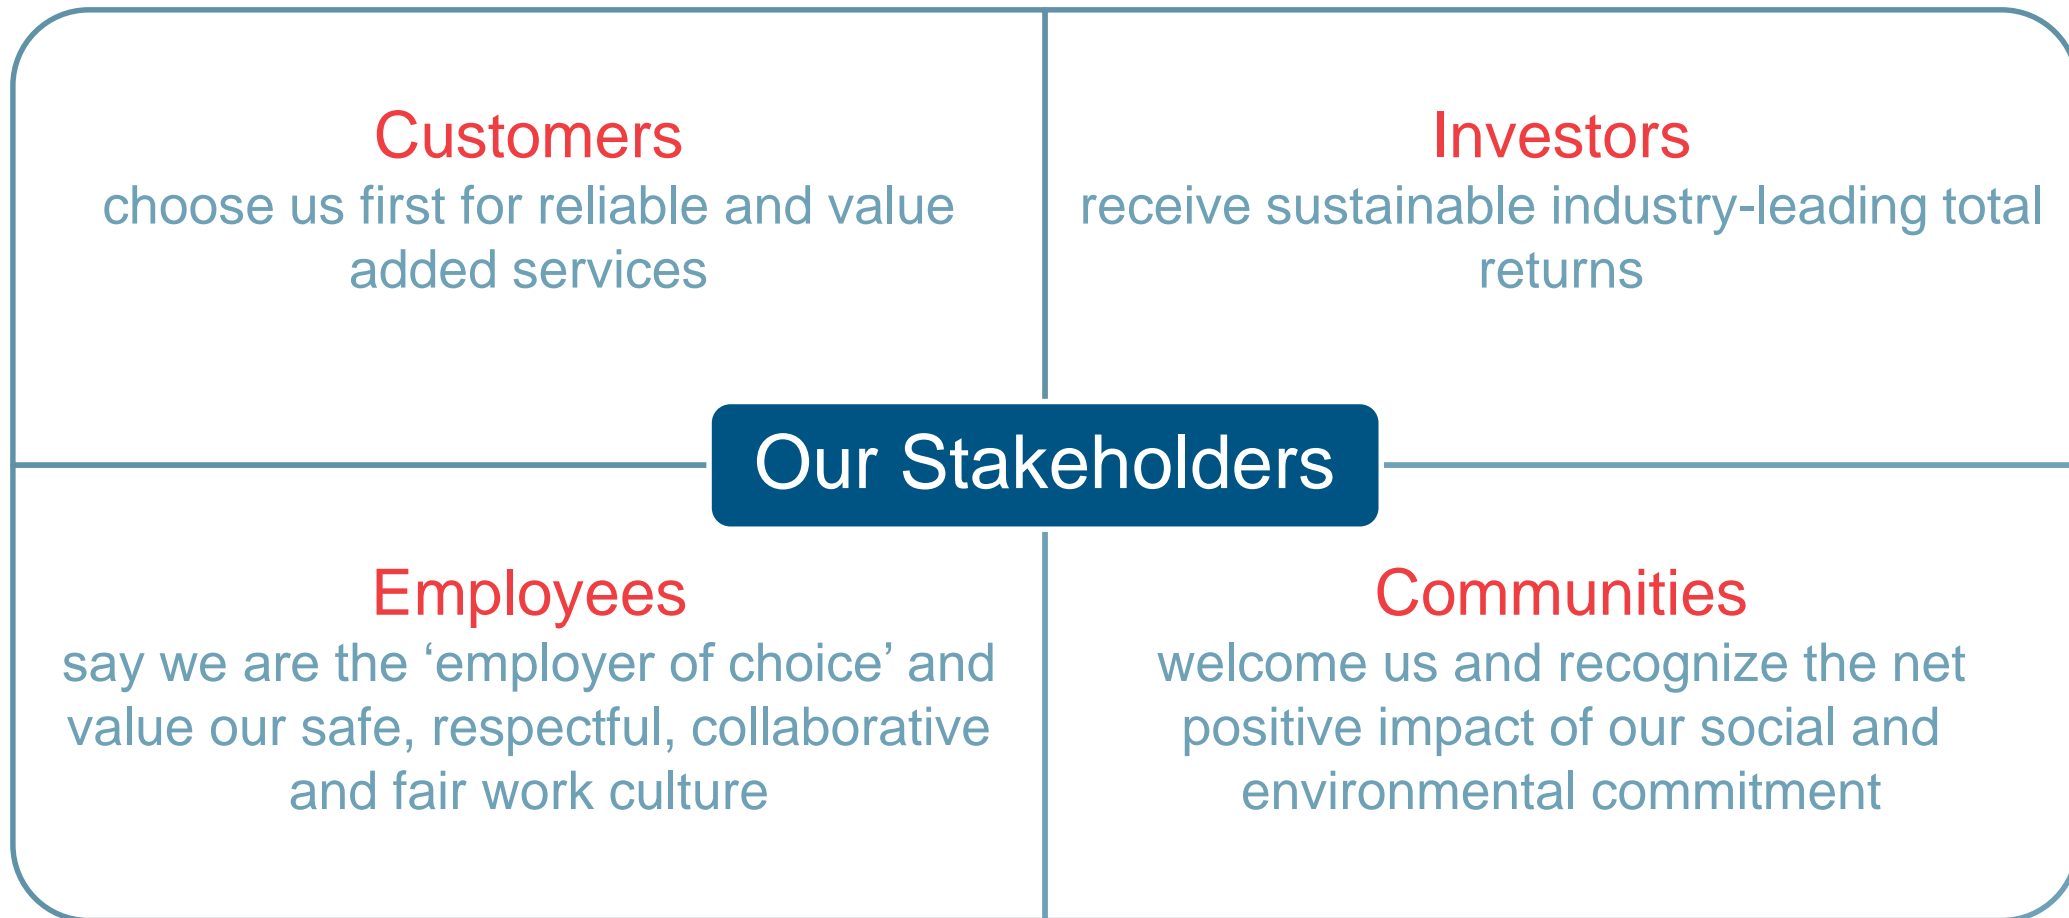 Customers
choose us first for reliable and value
added services
Investors
receive sustainable industry-leading total
returns
Our Stakeholders
Employees
say we are the ‘employer of choice’ and
value our safe, respectful, collaborative
and fair work culture
Communities
welcome us and recognize the net
positive impact of our social and
environmental commitment